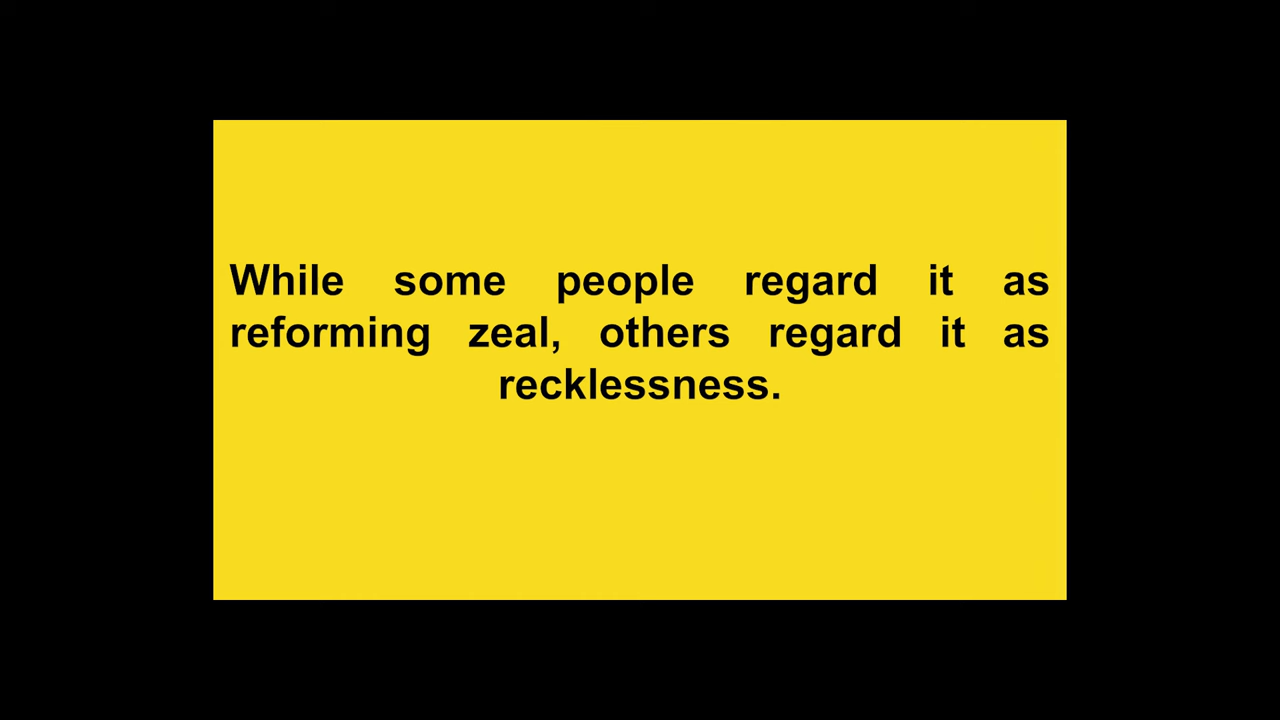 While some people regard it as
reforming zeal, others regard it as
recklessness.